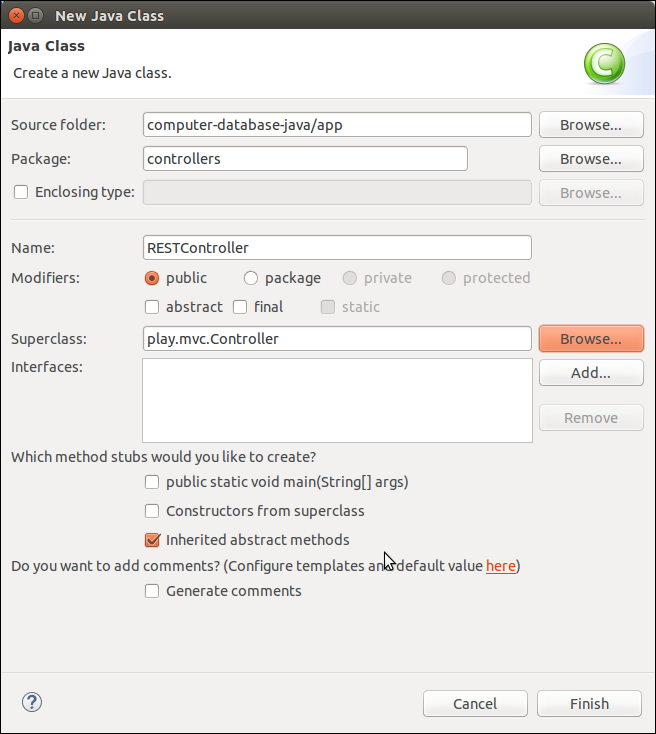 New Java Class
Java Class
Create a new Java class.
C
Source folder: computer-database-java/app Browse...
Package: controllers Browse...
Enclosing type: Browse...
Name: RESTController
Modifiers: public package private protected
abstract final static
Superclass: play.mvc.Controller Browse...
Interfaces: Add...
Remove
Which method stubs would you like to create?
public static void main(String[] args)
Constructors from superclass
Inherited abstract methods
Do you want to add comments? (Configure templates and default value here)
Generate comments
? Cancel Finish